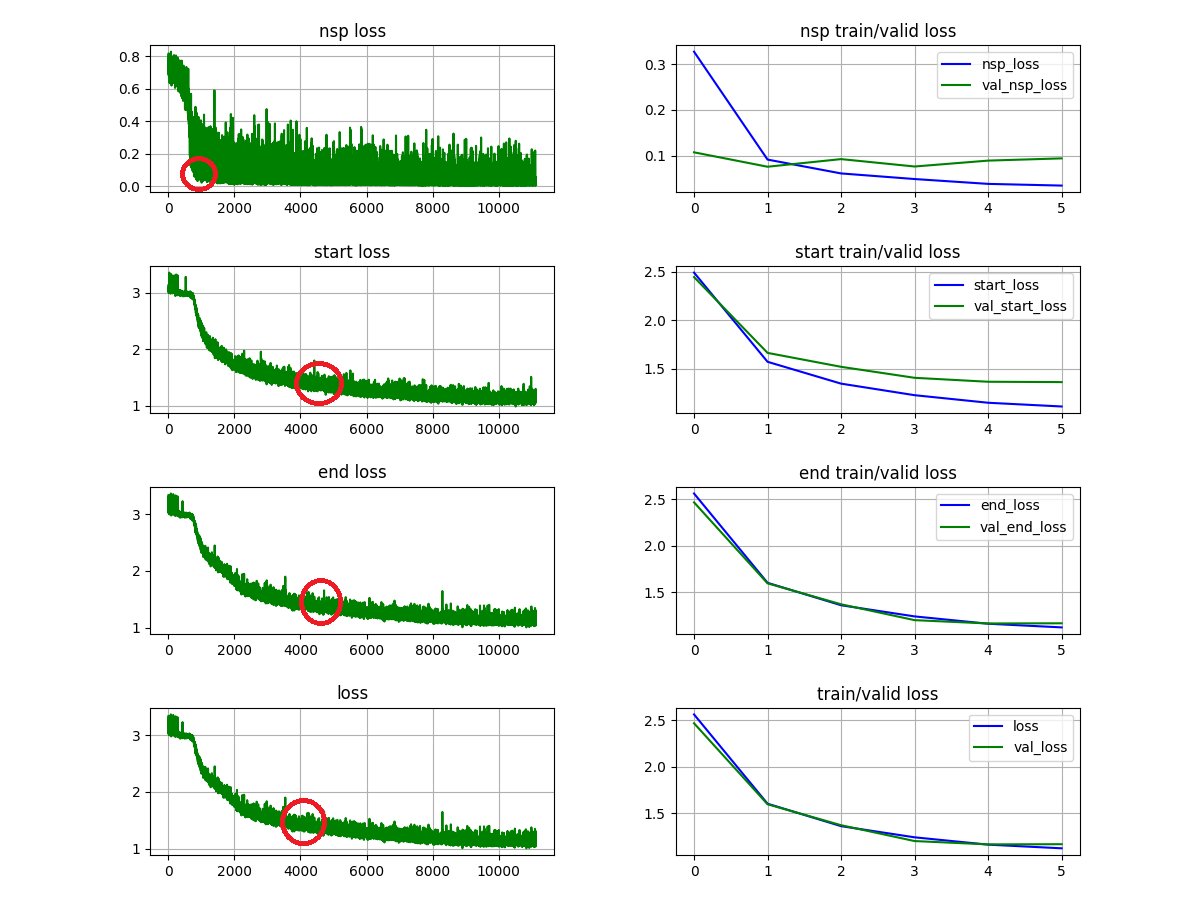 nsp loss
0.8
0.6
0.4
0.2
0.0
0 2000 4000 6000 8000 10000
nsp train/valid loss
nsp_loss
val_nsp_loss
0.3
0.2
0.1
0 1 2 3 4 5
start loss
3
2
1
0 2000 4000 6000 8000 10000
start train/valid loss
start_loss
val_start_loss
2.5
2.0
1.5
0 1 2 3 4 5
end loss
3
2
1
0 2000 4000 6000 8000 10000
end train/valid loss
end_loss
val_end_loss
2.5
2.0
1.5
0 1 2 3 4 5
loss
3
2
1
0 2000 4000 6000 8000 10000
train/valid loss
loss
val_loss
2.5
2.0
1.5
0 1 2 3 4 5